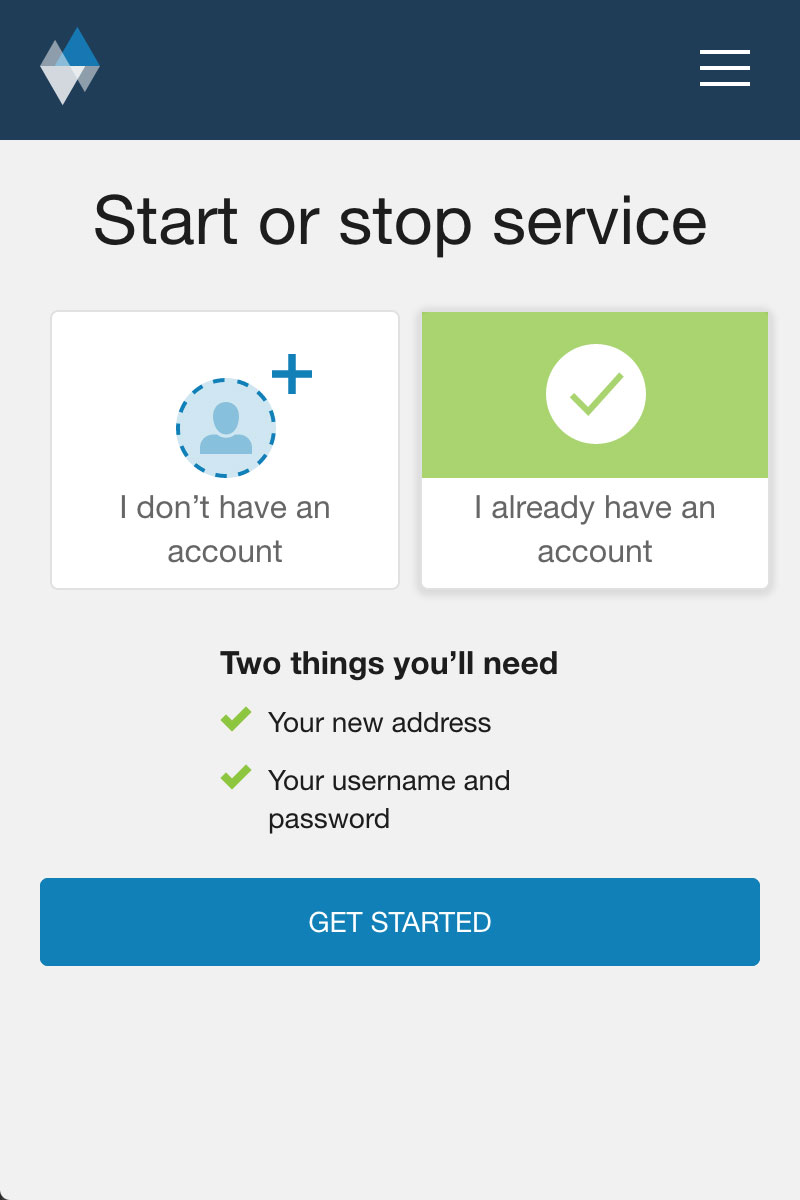 Start or stop service
I don’t have an
account
I already have an
account
Two things you’ll need
Your new address
Your username and
password
GET STARTED